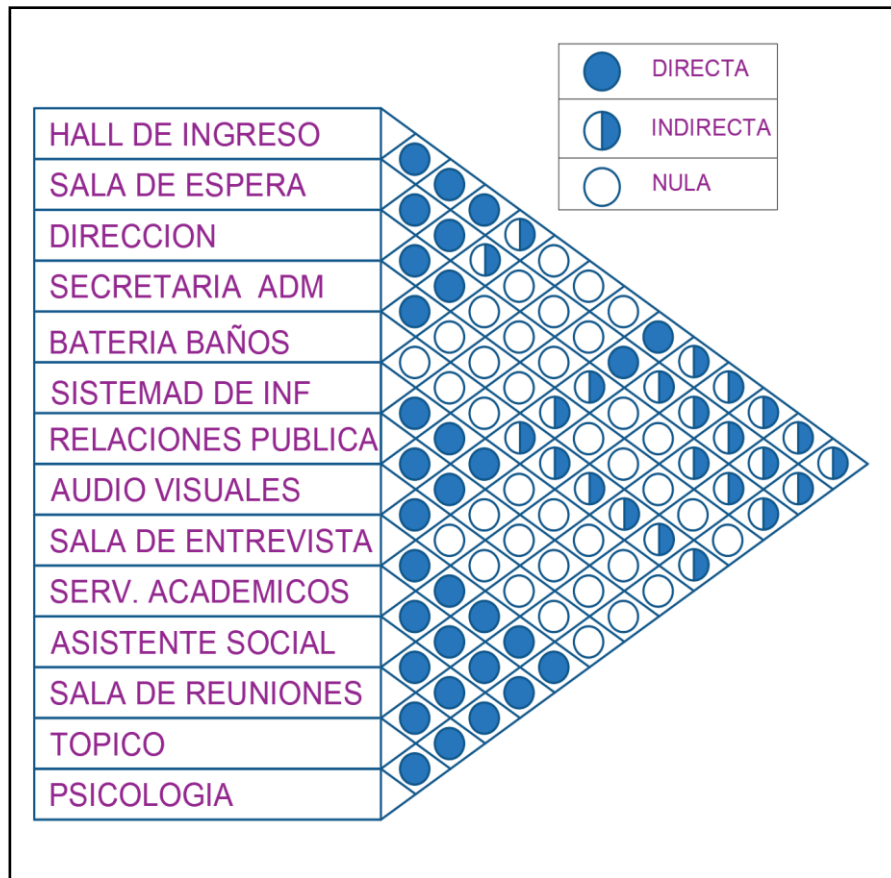 DIRECTA
INDIRECTA
NULA
HALL DE INGRESO
SALA DE ESPERA
DIRECCION
SECRETARIA ADM
BATERIA BAÑOS
SISTEMAD DE INF
RELACIONES PUBLICA
AUDIO VISUALES
SALA DE ENTREVISTA
SERV. ACADEMICOS
ASISTENTE SOCIAL
SALA DE REUNIONES
TOPICO
PSICOLOGIA